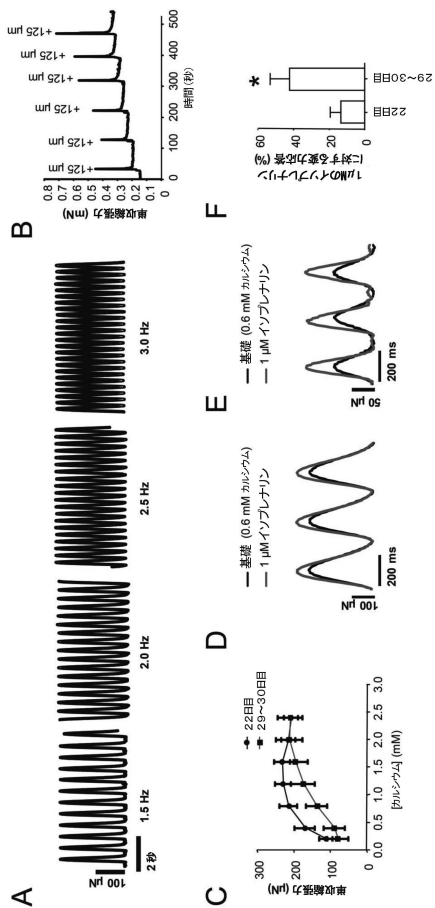 A
100 μN
2秒
1.5 Hz
2.0 Hz
2.5 Hz
3.0 Hz
B
単収縮張力 (mN)
0.8
0.7
0.6
0.5
0.4
0.3
0.2
0.1
+125 μm
+125 μm
+125 μm
+125 μm
+125 μm
+125 μm
0
100
200
300
400
500
時間(秒)
C
単収縮張力 (μN)
300
200
100
0
22日目
29~30日目
0.0
0.5
1.0
1.5
2.0
2.5
3.0
[カルシウム] (mM)
D
基礎 (0.6 mM カルシウム)
1 μMイソプレナリン
100 μN
200 ms
E
基礎 (0.6 mM カルシウム)
1 μM イソプレナリン
50 μN
200 ms
F
1μMのイソプレナリン
に対する変力応答 (%)
60
40
20
0
*
22日目
29~30日目